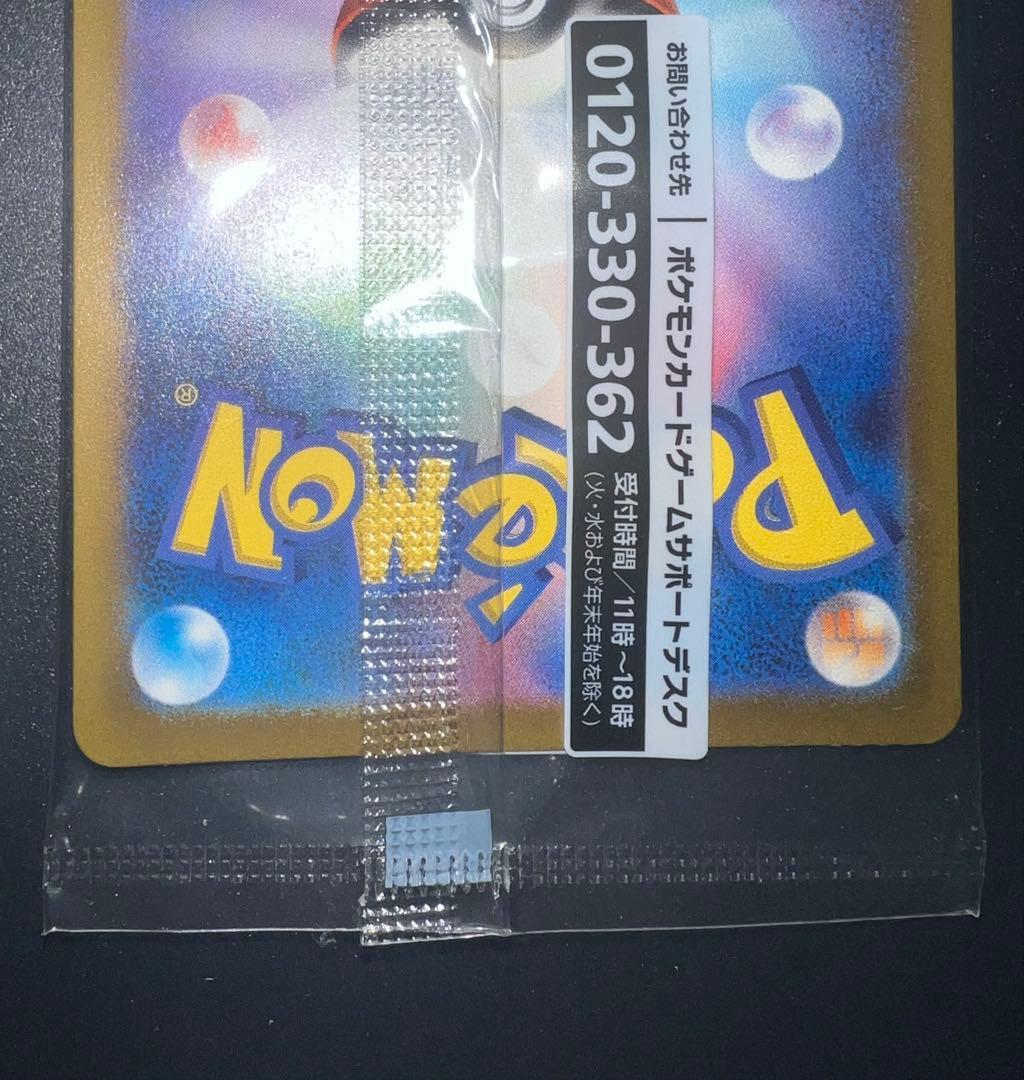 お問い合わせ先｜ポケモンカードゲームサポートデスク
0120-330-362 受付時間／11時～18時
（火・水および年末年始を除く）
Pokémon
®